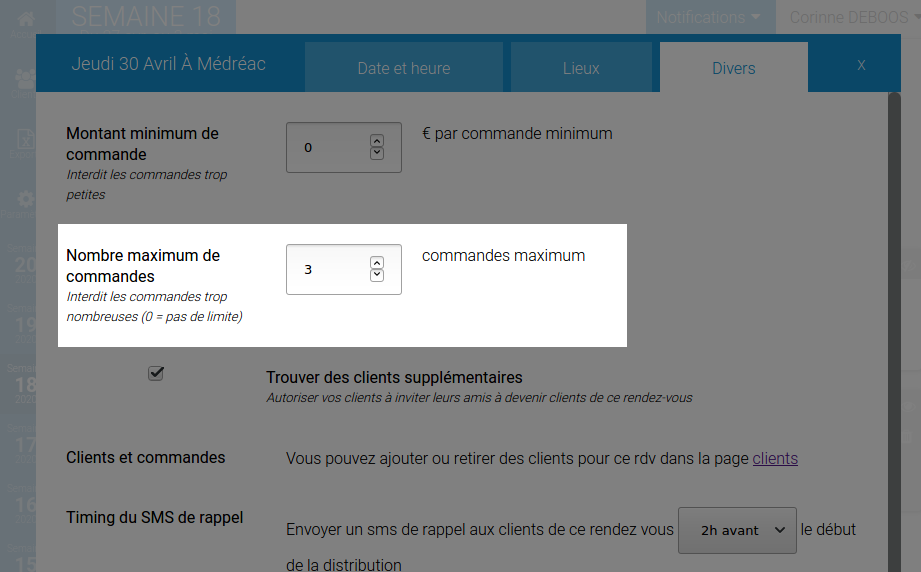 SEMAINE 18
Notifications
Corinne DEBOOS
Jeudi 30 Avril À Médréac
Date et heure
Lieux
Divers
x
Montant minimum de
commande
Interdit les commandes trop
petites
0
€ par commande minimum
Nombre maximum de
commandes
Interdit les commandes trop
nombreuses (0 = pas de limite)
3
commandes maximum
Trouver des clients supplémentaires
Autoriser vos clients à inviter leurs amis à devenir clients de ce rendez-vous
Clients et commandes
Vous pouvez ajouter ou retirer des clients pour ce rdv dans la page clients
Timing du SMS de rappel
Envoyer un sms de rappel aux clients de ce rendez vous 2h avant le début
de la distribution
20
19
18
17
16
15